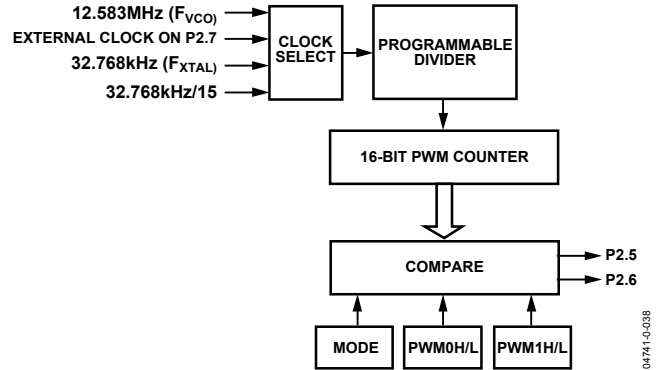 12.583MHz (FVCO)
EXTERNAL CLOCK ON P2.7
32.768kHz (FXTAL)
32.768kHz/15
CLOCK
SELECT
PROGRAMMABLE
DIVIDER
16-BIT PWM COUNTER
COMPARE
P2.5
P2.6
MODE
PWM0H/L
PWM1H/L
04741-0-038